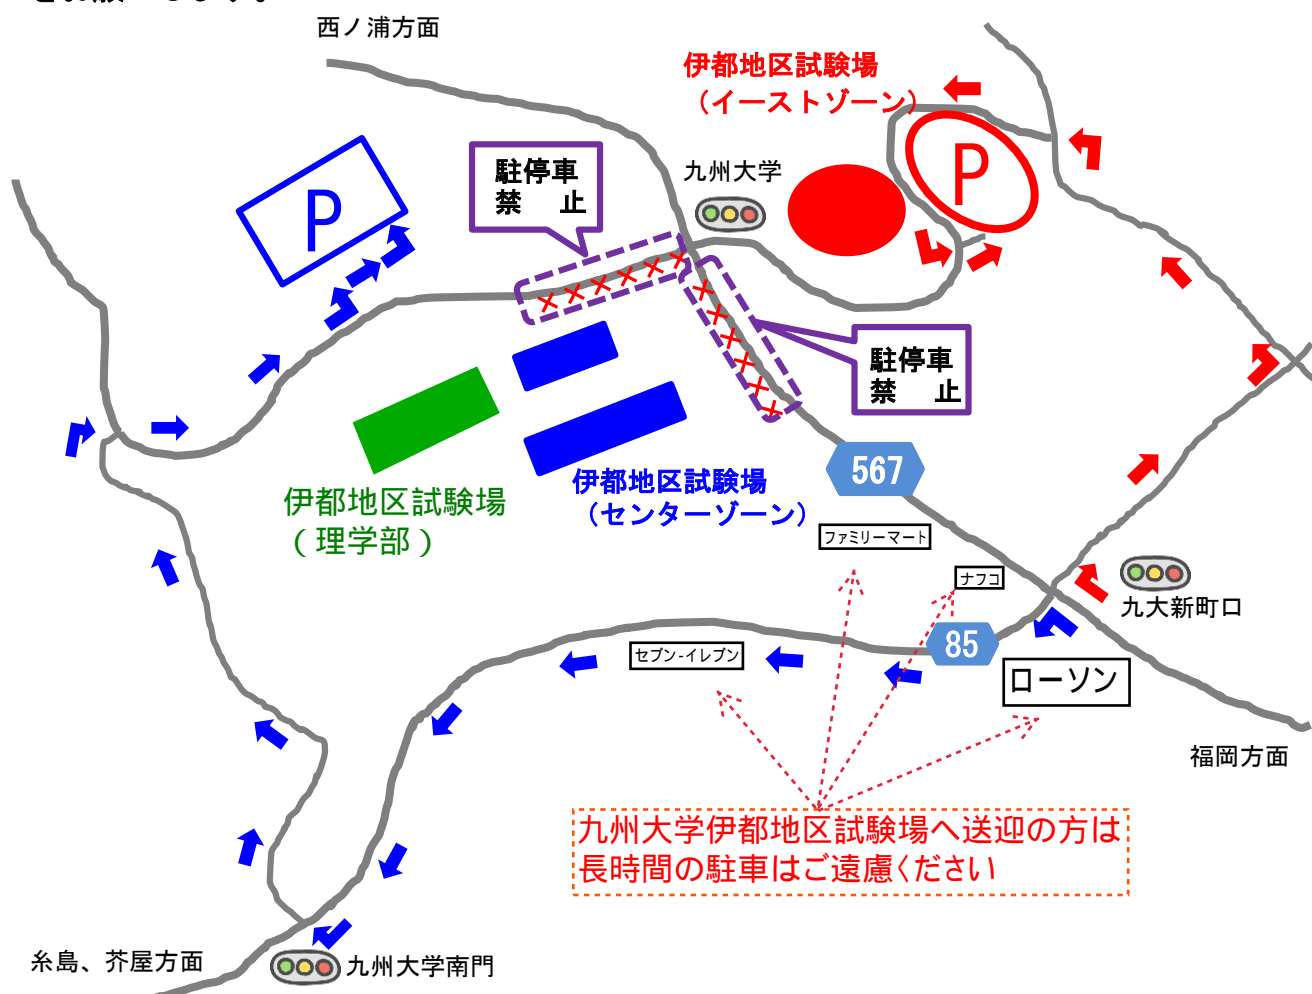 西ノ浦方面
伊都地区試験場
（イーストゾーン）
P
駐停車
禁　止
九州大学
P
駐停車
禁　止
567
伊都地区試験場
（センターゾーン）
伊都地区試験場
（理学部）
ファミリーマート
ナフコ
九大新町口
85
セブン-イレブン
ローソン
福岡方面
九州大学伊都地区試験場へ送迎の方は
長時間の駐車はご遠慮ください
糸島、芥屋方面
九州大学南門